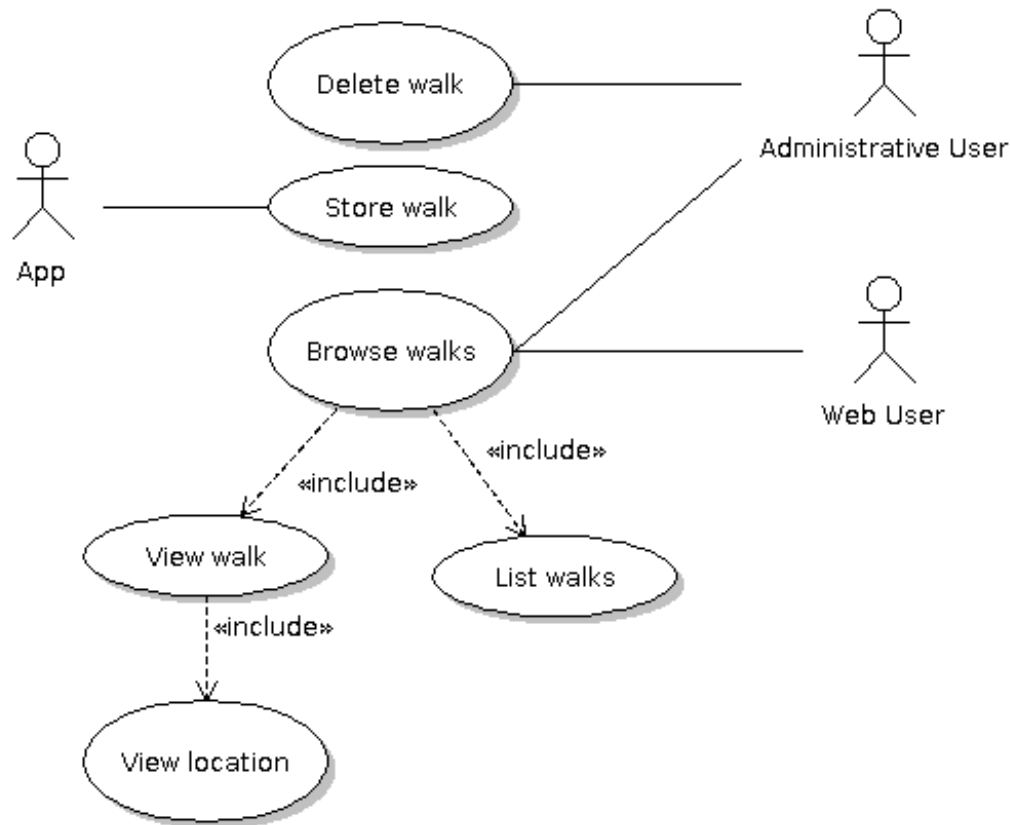 Delete walk
Administrative User
Store walk
App
Browse walks
Web User
«include»
«include»
View walk
List walks
«include»
View location